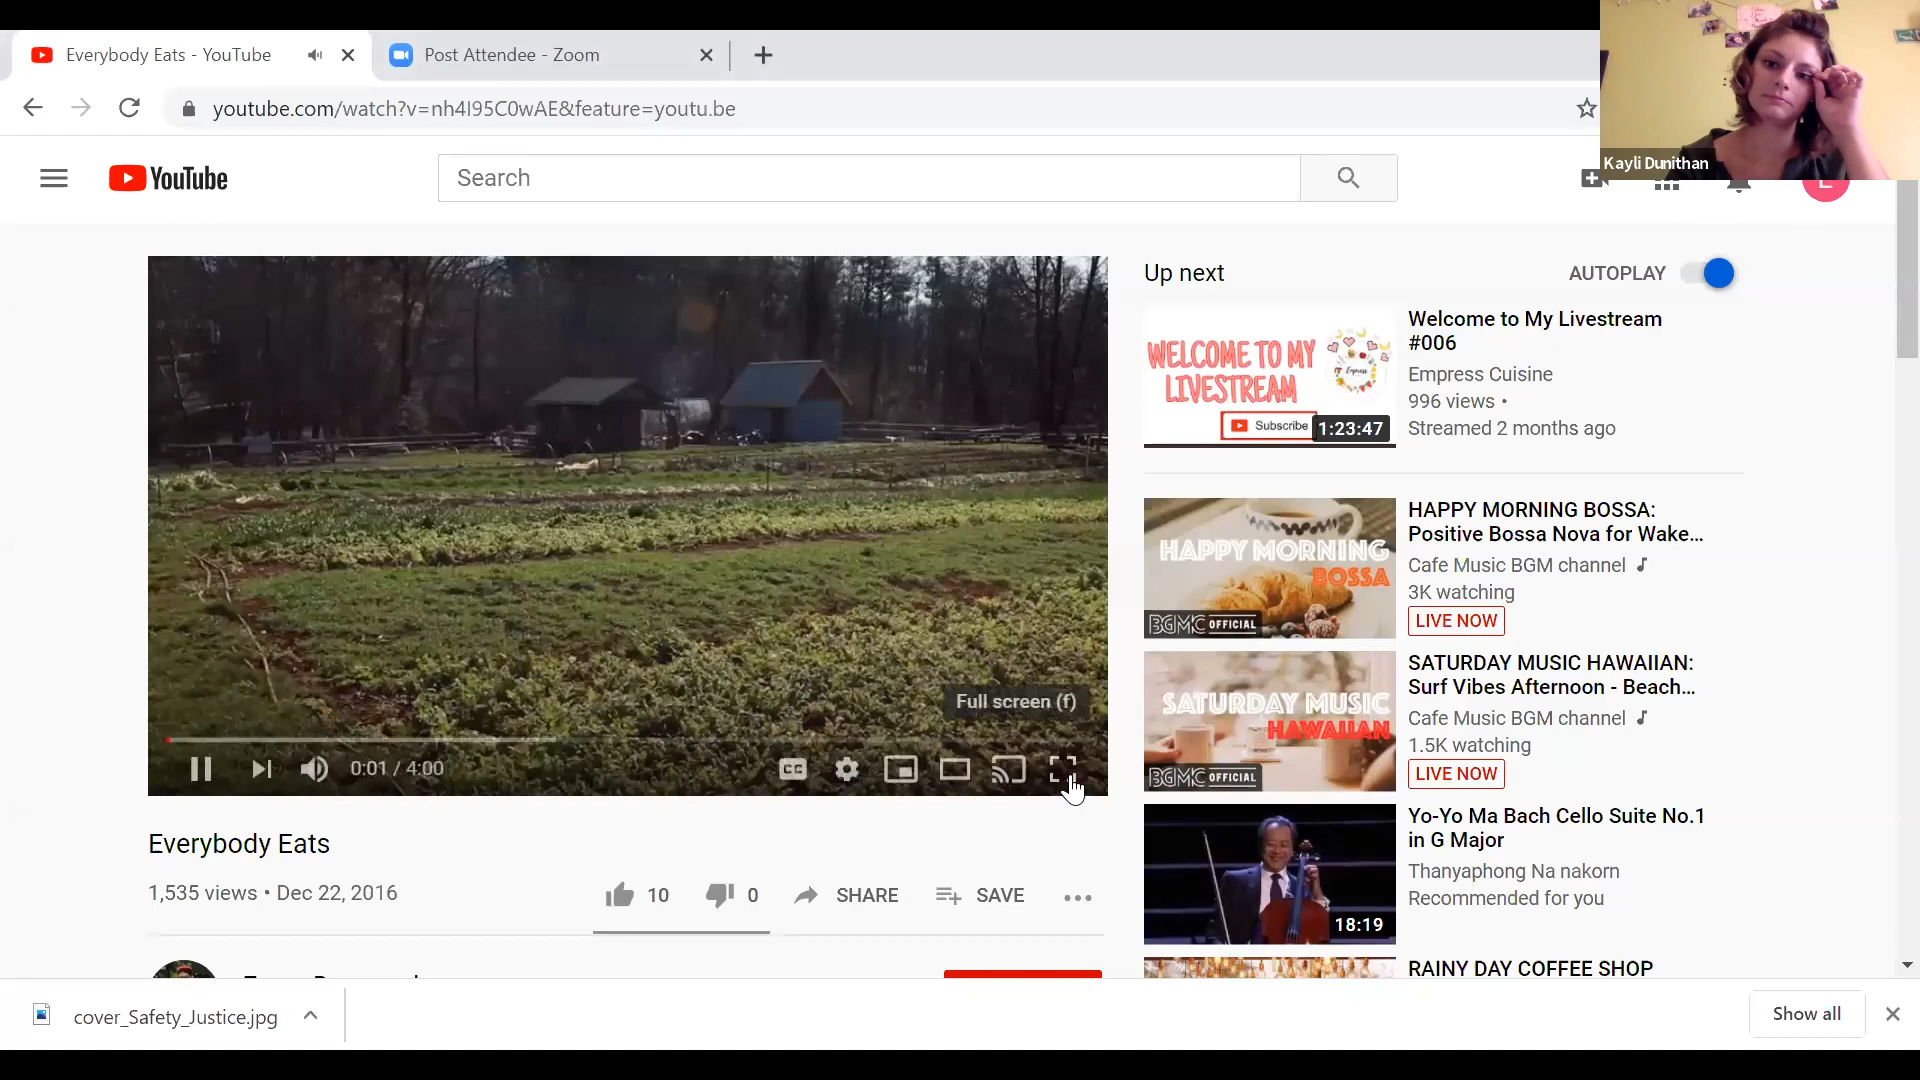 Everybody Eats - YouTube
Post Attendee - Zoom
youtube.com/watch?v=nh4I95C0wAE&feature=youtu.be
Kayli Dunithan
YouTube
Search
Up next
AUTOPLAY
WELCOME TO MY
LIVESTREAM
Empress
Subscribe
1:23:47
Welcome to My Livestream
#006
Empress Cuisine
996 views •
Streamed 2 months ago
HAPPY MORNING
BOSSA
BGMC OFFICIAL
HAPPY MORNING BOSSA:
Positive Bossa Nova for Wake...
Cafe Music BGM channel
3K watching
LIVE NOW
SATURDAY MUSIC
HAWAIIAN
BGMC OFFICIAL
SATURDAY MUSIC HAWAIIAN:
Surf Vibes Afternoon - Beach...
Cafe Music BGM channel
1.5K watching
LIVE NOW
18:19
Yo-Yo Ma Bach Cello Suite No.1
in G Major
Thanyaphong Na nakorn
Recommended for you
RAINY DAY COFFEE SHOP
Full screen (f)
0:01 / 4:00
CC
Everybody Eats
1,535 views • Dec 22, 2016
10
0
SHARE
SAVE
cover_Safety_Justice.jpg
Show all